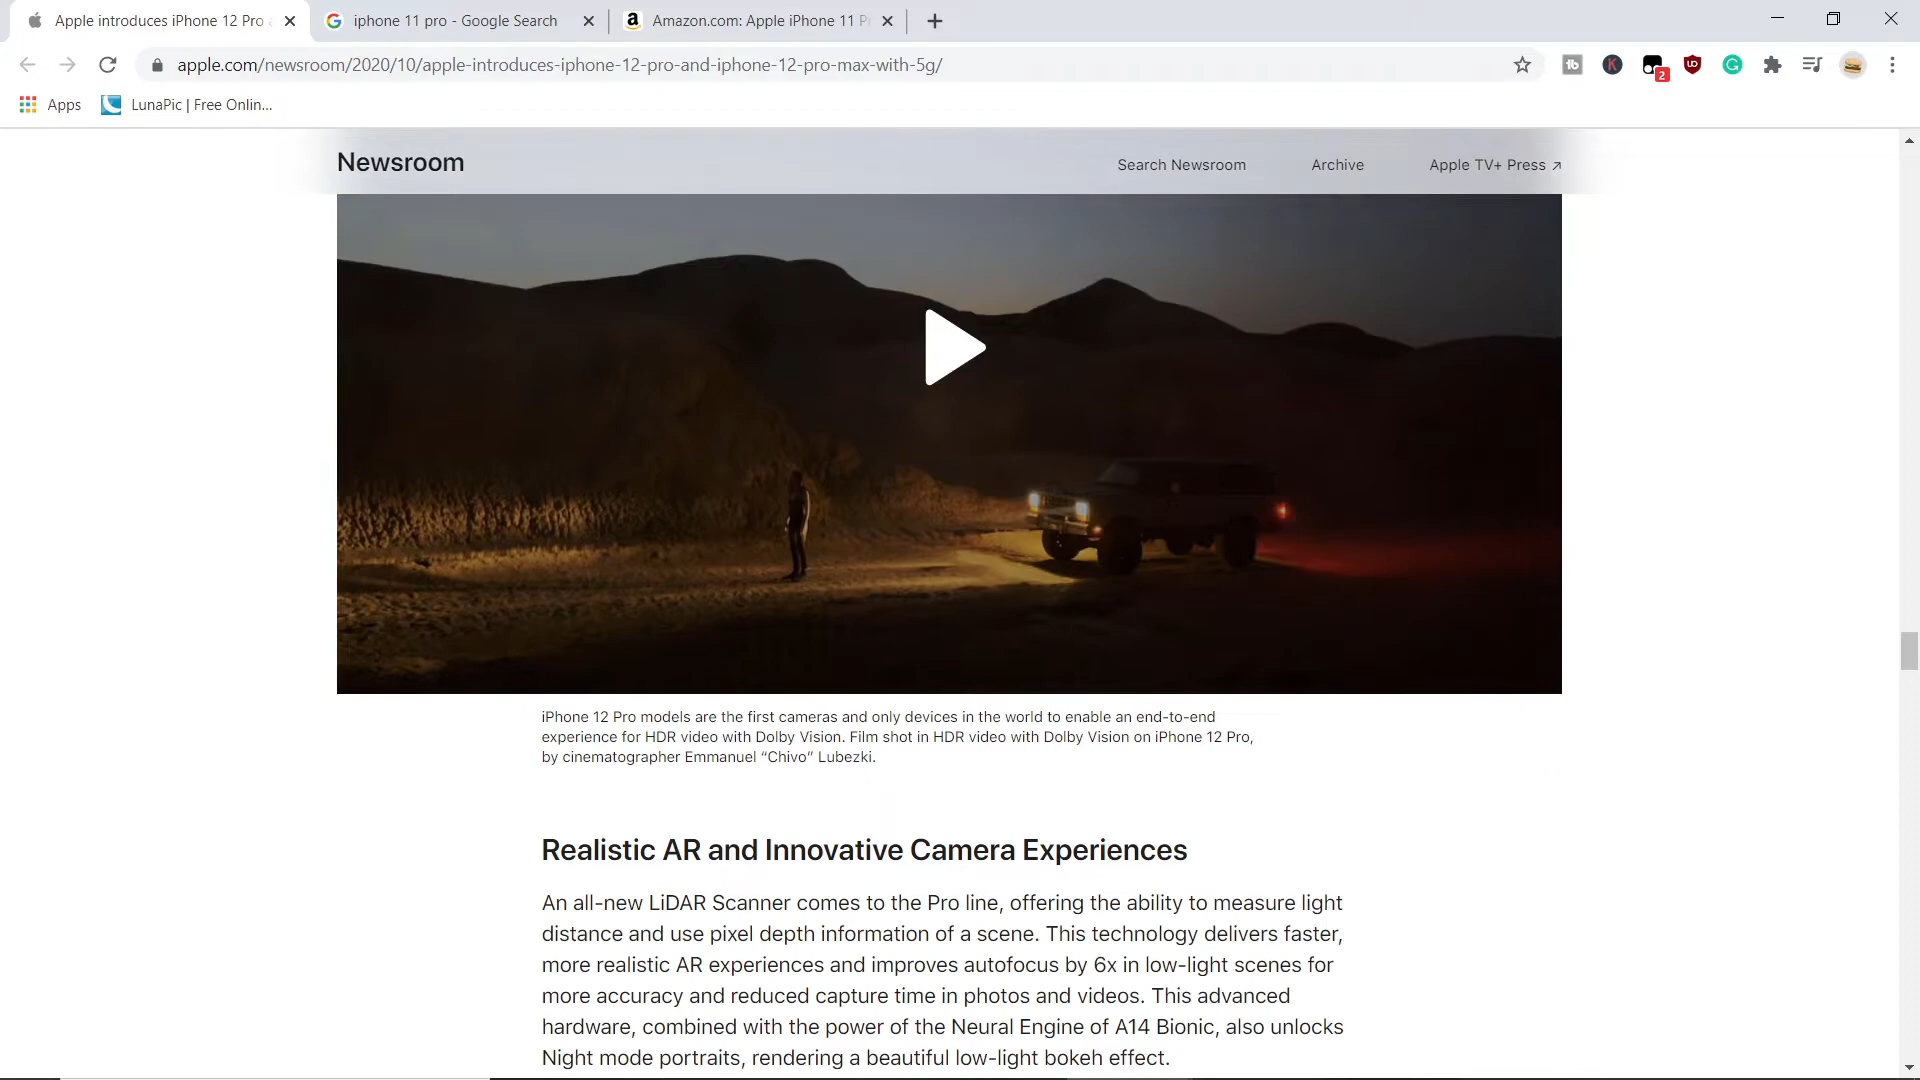 Apple introduces iPhone 12 Pro
iphone 11 pro - Google Search
Amazon.com: Apple iPhone 11 P
apple.com/newsroom/2020/10/apple-introduces-iphone-12-pro-and-iphone-12-pro-max-with-5g/
2
Apps
LunaPic | Free Onlin...
Newsroom
Search Newsroom
Archive
Apple TV+ Press ↗
iPhone 12 Pro models are the first cameras and only devices in the world to enable an end-to-end
experience for HDR video with Dolby Vision. Film shot in HDR video with Dolby Vision on iPhone 12 Pro,
by cinematographer Emmanuel “Chivo” Lubezki.
Realistic AR and Innovative Camera Experiences
An all-new LiDAR Scanner comes to the Pro line, offering the ability to measure light
distance and use pixel depth information of a scene. This technology delivers faster,
more realistic AR experiences and improves autofocus by 6x in low-light scenes for
more accuracy and reduced capture time in photos and videos. This advanced
hardware, combined with the power of the Neural Engine of A14 Bionic, also unlocks
Night mode portraits, rendering a beautiful low-light bokeh effect.